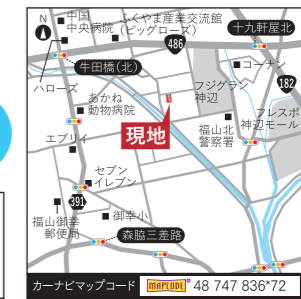 中国
中央病院
ふくやま産業交流館
(ビッグローズ)
十九軒屋北
N
486
牛田橋(北)
コーナン
ハローズ
182
フジグラン
神辺
あかね
動物病院
フレスポ
神辺モール
現地
福山北
警察署
エブリイ
セブン
イレブン
391
御幸小
福山御幸
郵便局
森脇三差路
カーナビマップコード MAPCODE 48 747 836*72